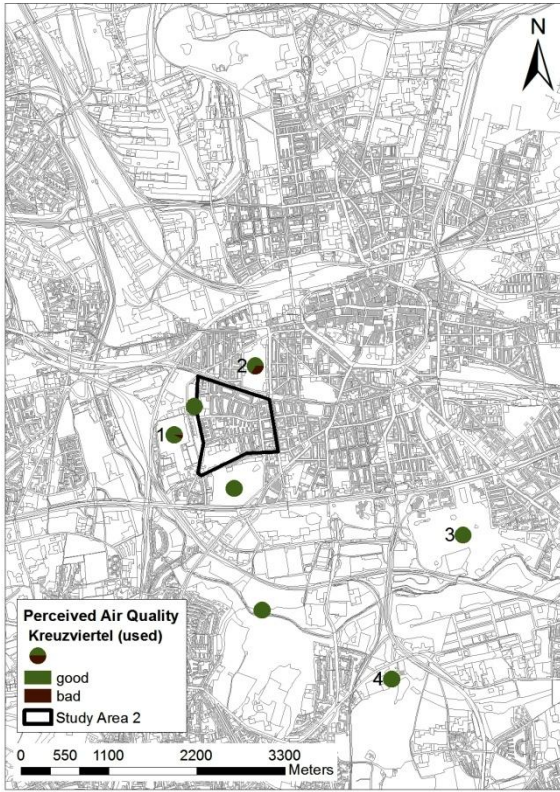 N
2
1
3
4
Perceived Air Quality
Kreuzviertel (used)
good
bad
Study Area 2
0 550 1100 2200 3300
Meters